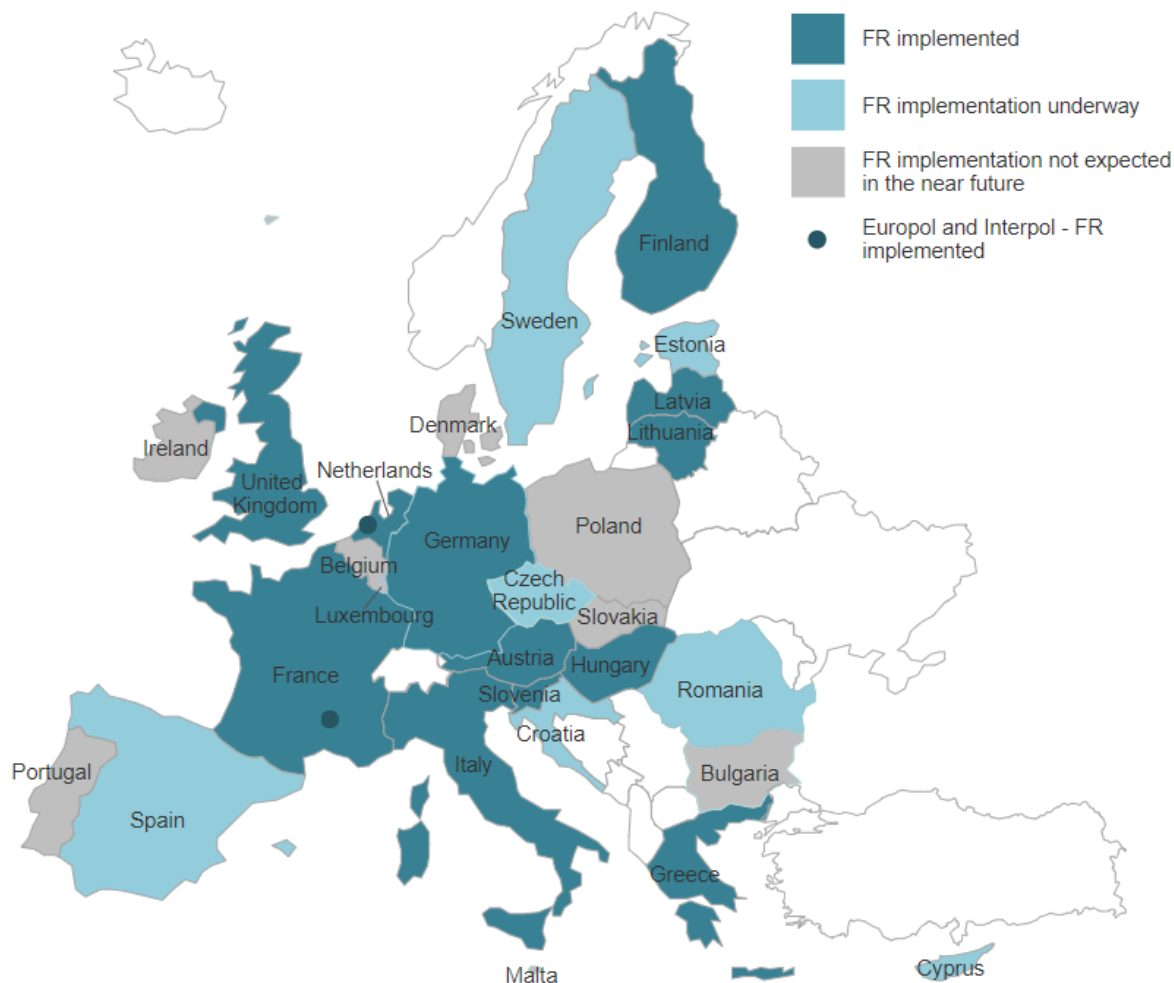 FR implemented
FR implementation underway
FR implementation not expected
in the near future
Europol and Interpol - FR
implemented
Finland
Sweden
Estonia
Latvia
Lithuania
Denmark
Ireland
United
Kingdom
Netherlands
Poland
Germany
Belgium
Czech
Republic
Luxembourg
Slovakia
Austria
Hungary
France
Slovenia
Romania
Croatia
Italy
Portugal
Bulgaria
Spain
Greece
Malta
Cyprus